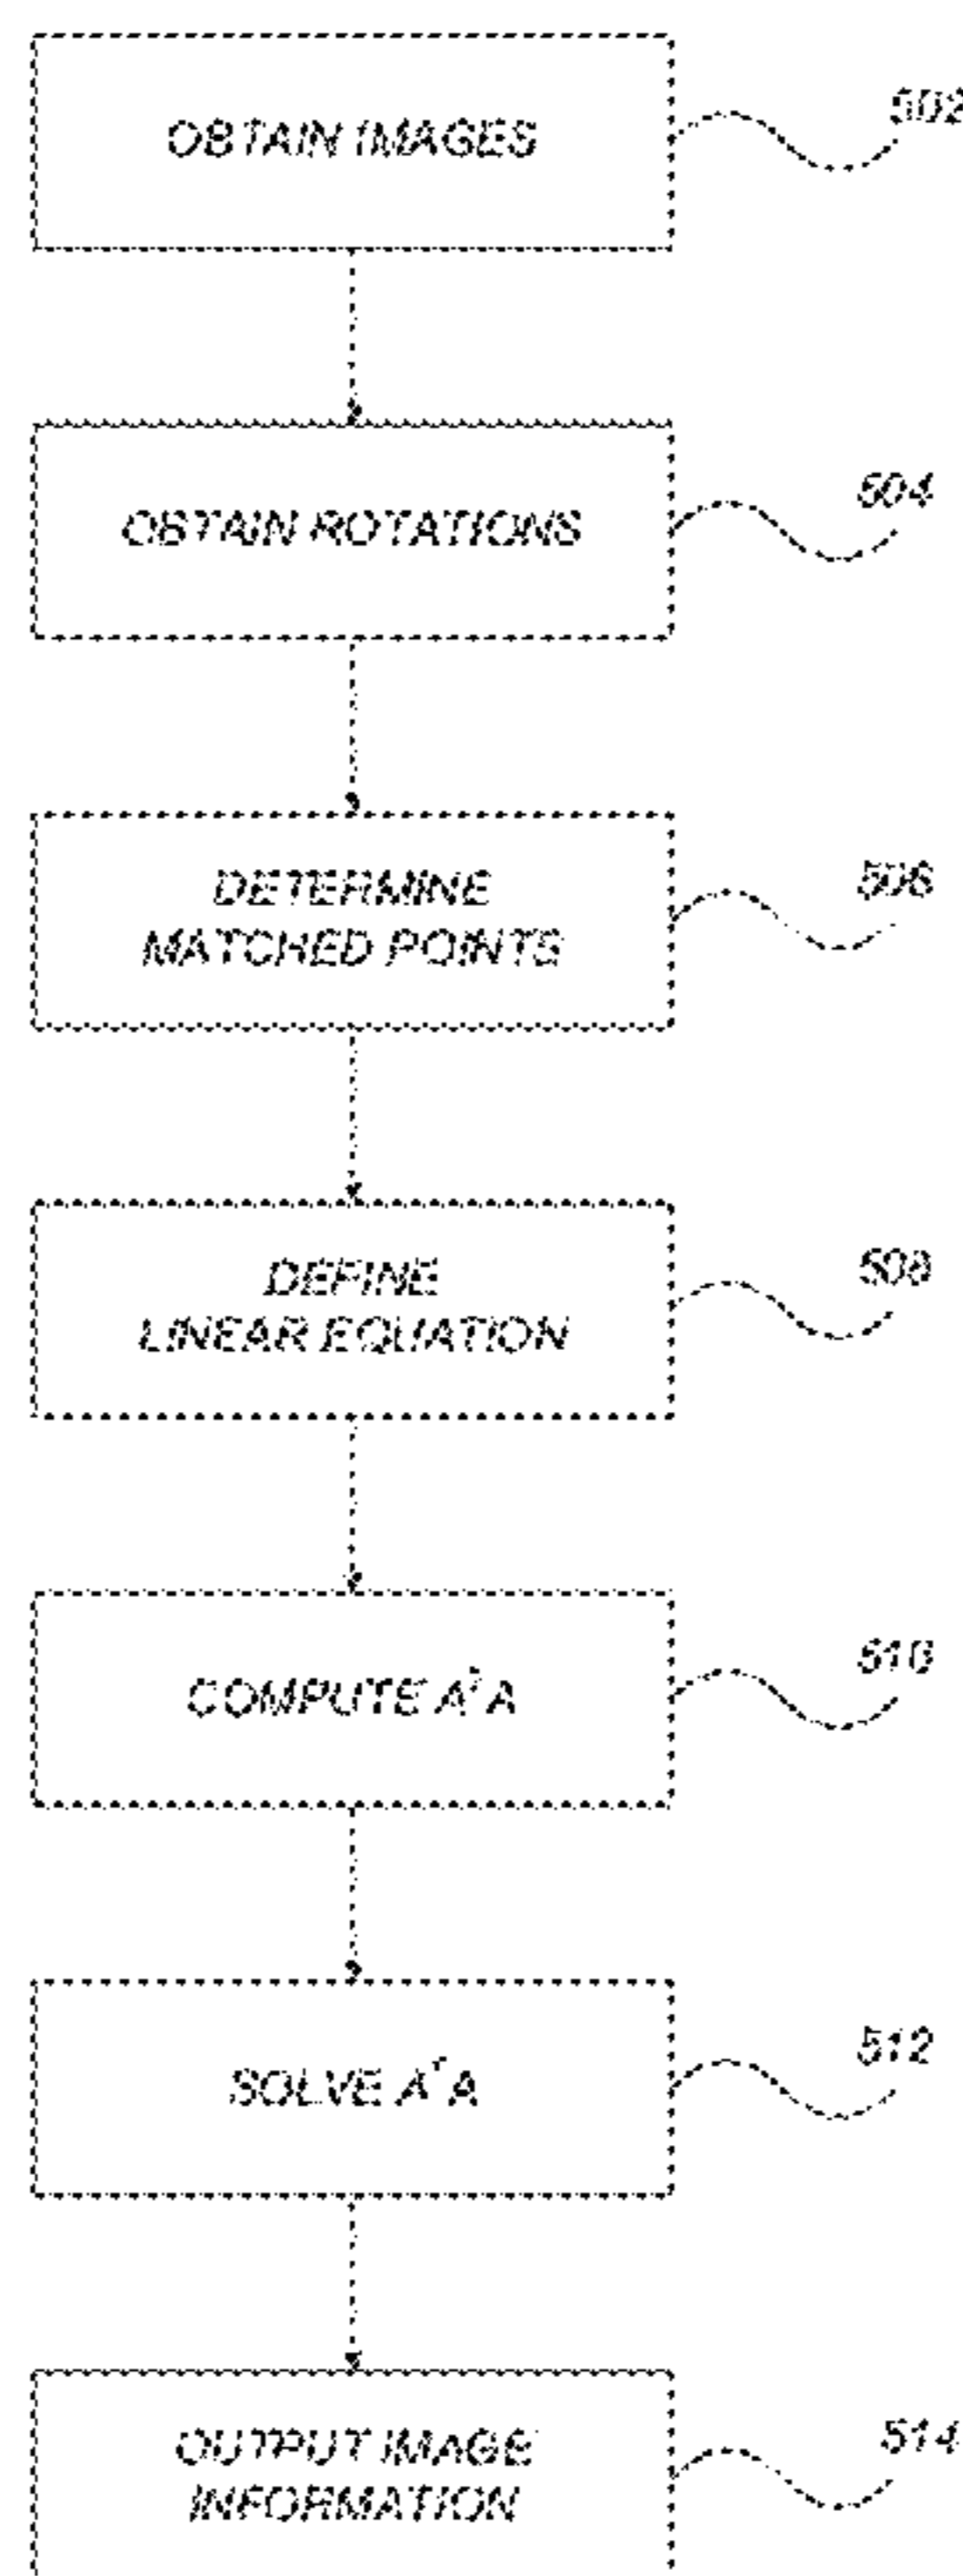 OBTAIN IMAGES
502
OBTAIN ROTATIONS
504
DETERMINE
MATCHED POINTS
506
DEFINE
LINEAR EQUATION
508
COMPUTE AᵀA
510
SOLVE AᵀA
512
OUTPUT IMAGE
INFORMATION
514